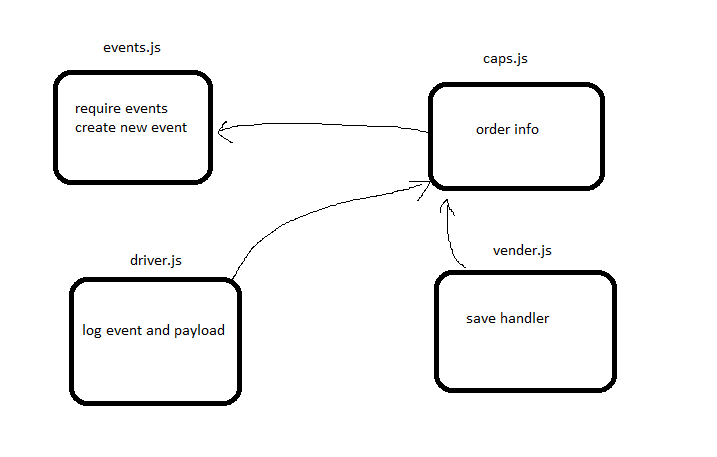 events.js
caps.js
require events
create new event
order info
driver.js
vender.js
log event and payload
save handler